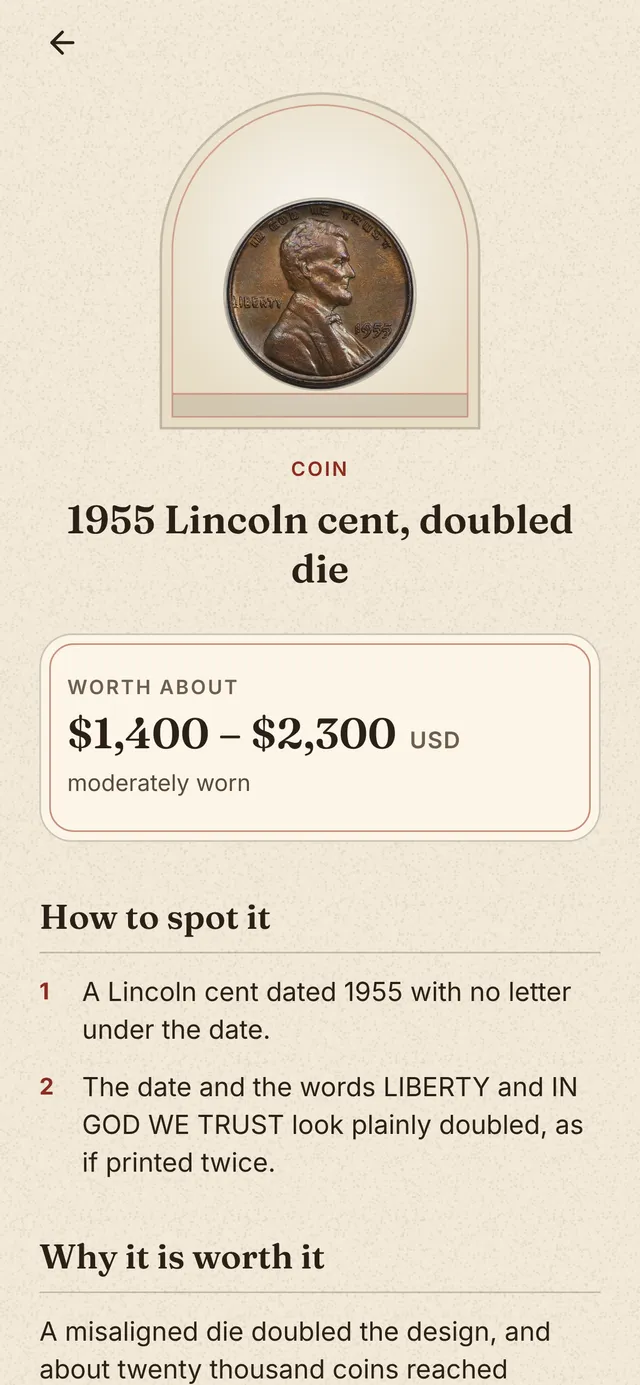 IN GOD WE TRUST
LIBERTY
1955
COIN
1955 Lincoln cent, doubled
die
WORTH ABOUT
$1,400 – $2,300 USD
moderately worn
How to spot it
1 A Lincoln cent dated 1955 with no letter
under the date.
2 The date and the words LIBERTY and IN
GOD WE TRUST look plainly doubled, as
if printed twice.
Why it is worth it
A misaligned die doubled the design, and
about twenty thousand coins reached